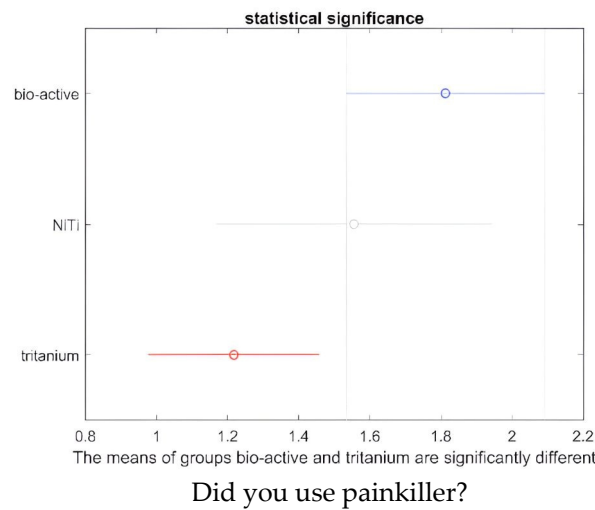 statistical significance
bio-active
NITi
tritanium
0.8 1 1.2 1.4 1.6 1.8 2 2.2
The means of groups bio-active and tritanium are significantly different
Did you use painkiller?